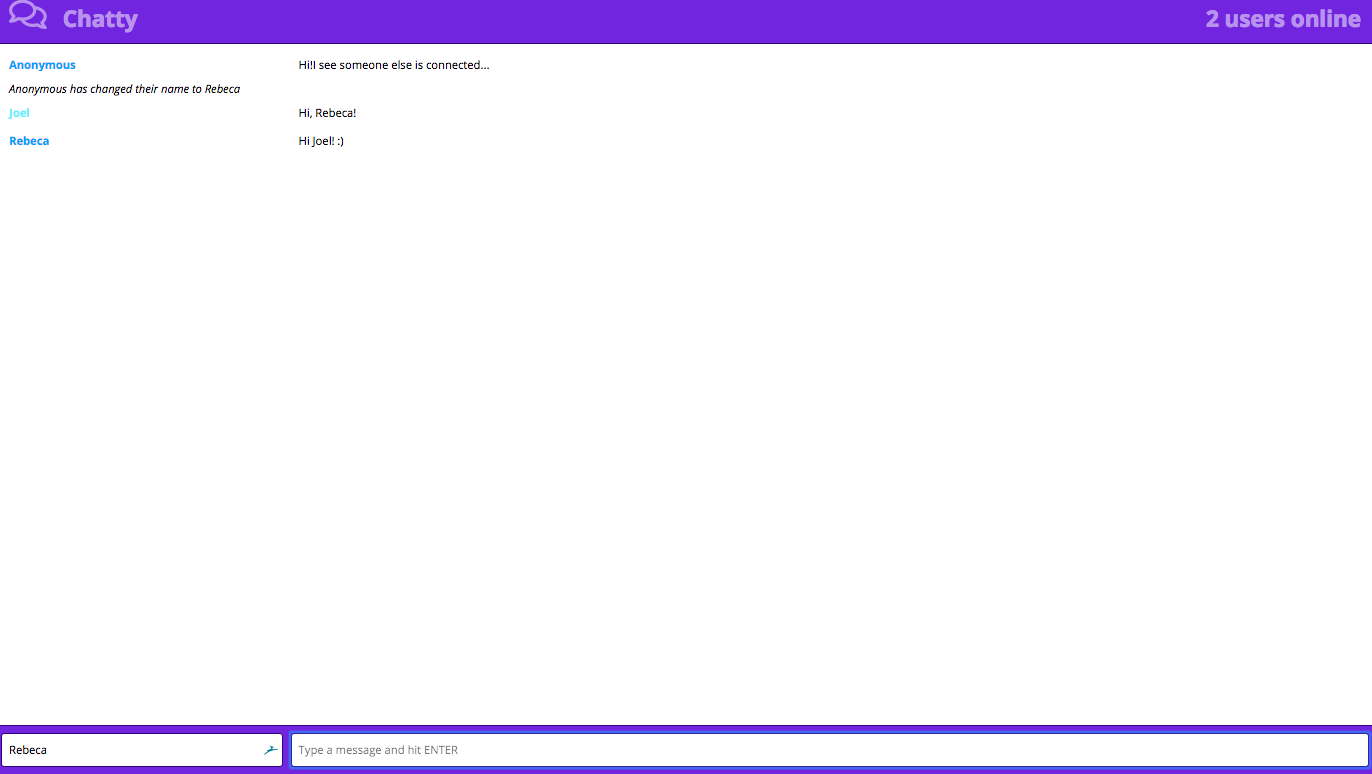 Chatty
2 users online
Anonymous Hi!I see someone else is connected...
Anonymous has changed their name to Rebeca
Joel Hi, Rebeca!
Rebeca Hi Joel! :)
Rebeca
Type a message and hit ENTER